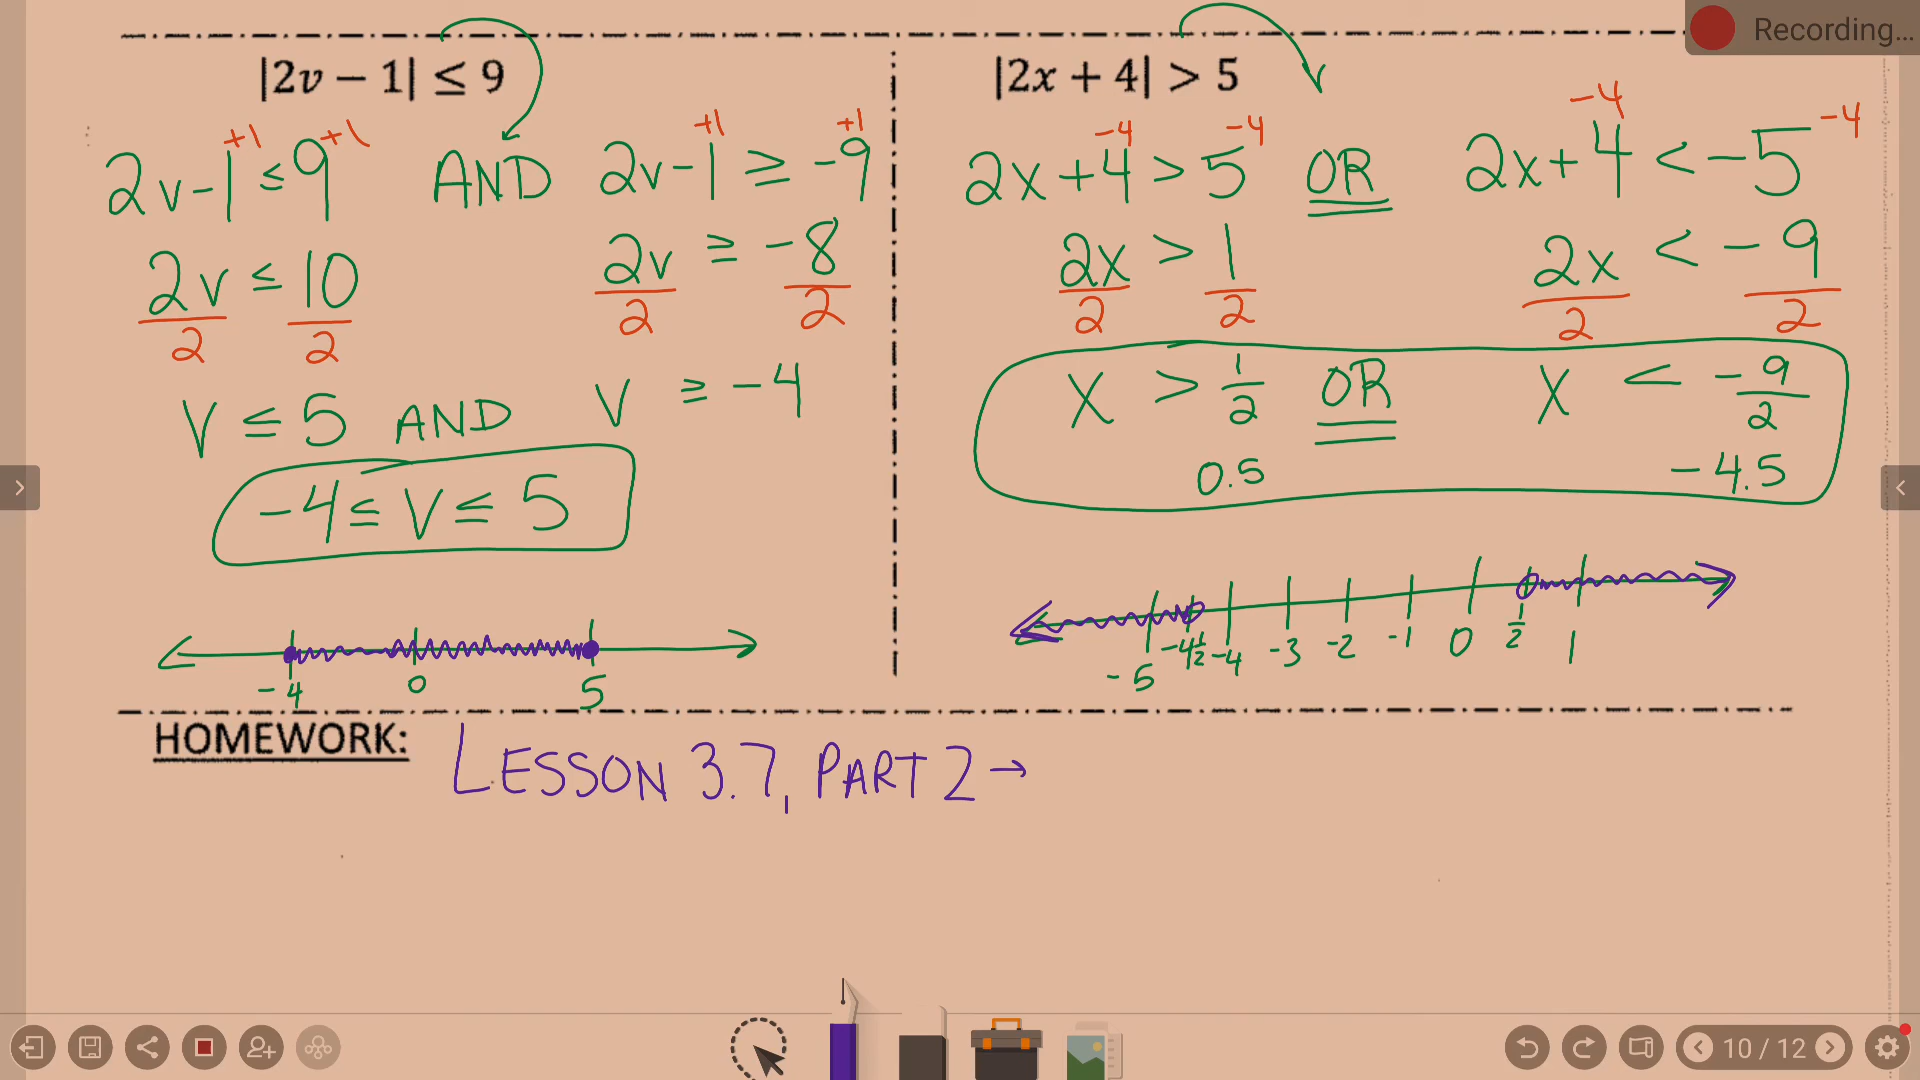 Recording...
|2v − 1| ≤ 9
+1 +1 +1 +1
2v-1 ≤ 9 AND 2v-1 ≥ -9
2v ≤ 10 2v ≥ -8
2 2 2 2
v ≤ 5 AND v ≥ -4
-4 ≤ v ≤ 5
-4 0 5
|2x + 4| > 5
-4 -4 -4 -4
2x+4 > 5 OR 2x+4 < -5
2x > 1 2x < -9
2 2 2 2
x > 1/2 OR x < -9/2
0.5 -4.5
-5 -4 1/2 -4 -3 -2 -1 0 1/2 1
HOMEWORK: LESSON 3.7, PART 2 →
10 / 12